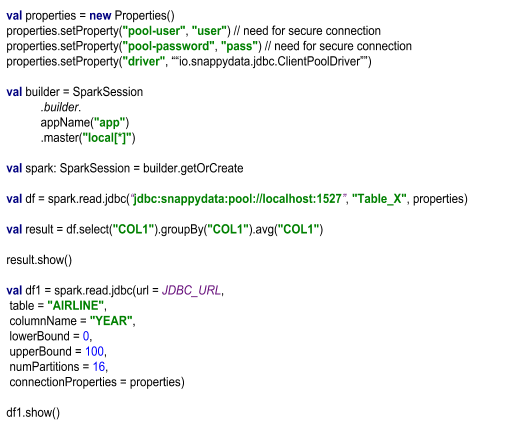 val properties = new Properties()
properties.setProperty("pool-user", "user") // need for secure connection
properties.setProperty("pool-password", "pass") // need for secure connection
properties.setProperty("driver", ““io.snappydata.jdbc.ClientPoolDriver””)
val builder = SparkSession
.builder.
appName("app")
.master("local[*]")
val spark: SparkSession = builder.getOrCreate
val df = spark.read.jdbc(“jdbc:snappydata:pool://localhost:1527”, "Table_X", properties)
val result = df.select("COL1").groupBy("COL1").avg("COL1")
result.show()
val df1 = spark.read.jdbc(url = JDBC_URL,
table = "AIRLINE",
columnName = "YEAR",
lowerBound = 0,
upperBound = 100,
numPartitions = 16,
connectionProperties = properties)
df1.show()